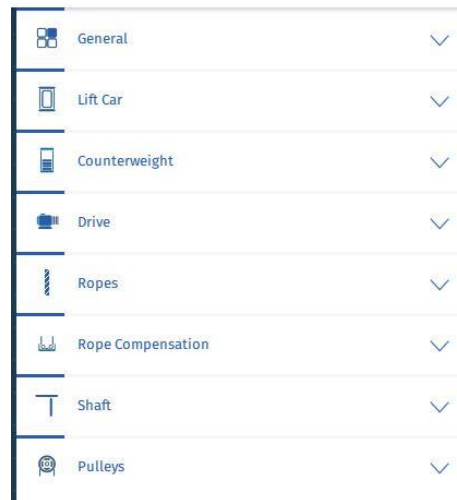 General
Lift Car
Counterweight
Drive
Ropes
Rope Compensation
Shaft
Pulleys